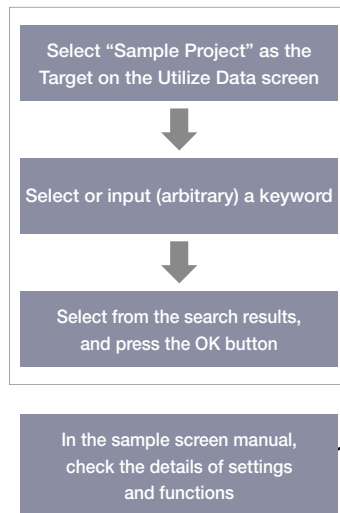 Select “Sample Project” as the
Target on the Utilize Data screen
Select or input (arbitrary) a keyword
Select from the search results,
and press the OK button
In the sample screen manual,
check the details of settings
and functions